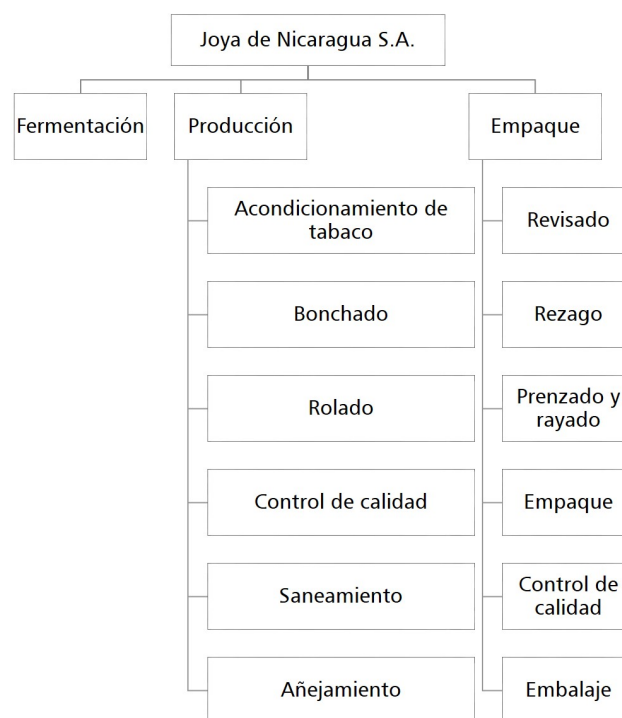 Joya de Nicaragua S.A.
Fermentación
Producción
Empaque
Acondicionamiento de
tabaco
Bonchado
Rolado
Control de calidad
Saneamiento
Añejamiento
Revisado
Rezago
Prenzado y
rayado
Empaque
Control de
calidad
Embalaje